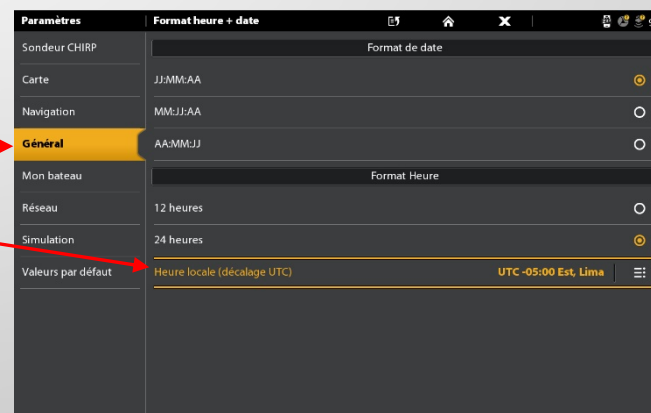 Paramètres
Format heure + date
Sondeur CHIRP
Format de date
Carte
JJ:MM:AA
Navigation
MM:JJ:AA
Général
AA:MM:JJ
Mon bateau
Format Heure
Réseau
12 heures
Simulation
24 heures
Valeurs par défaut
Heure locale (décalage UTC)
UTC -05:00 Est, Lima